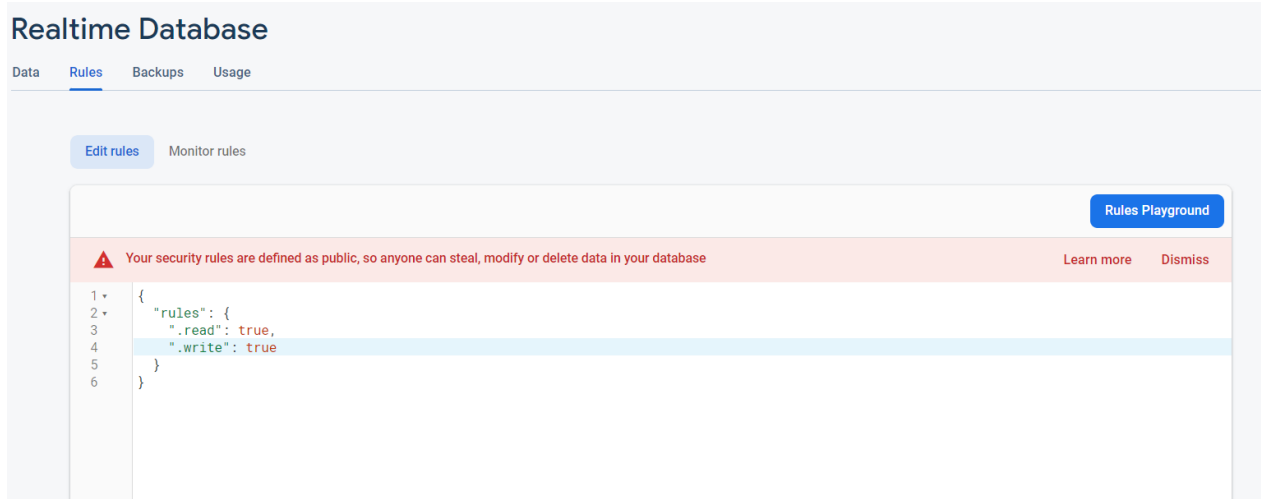 Realtime Database
Data Rules Backups Usage
Edit rules Monitor rules
Rules Playground
Your security rules are defined as public, so anyone can steal, modify or delete data in your database Learn more Dismiss
1 {
2 "rules": {
3 ".read": true,
4 ".write": true
5 }
6 }